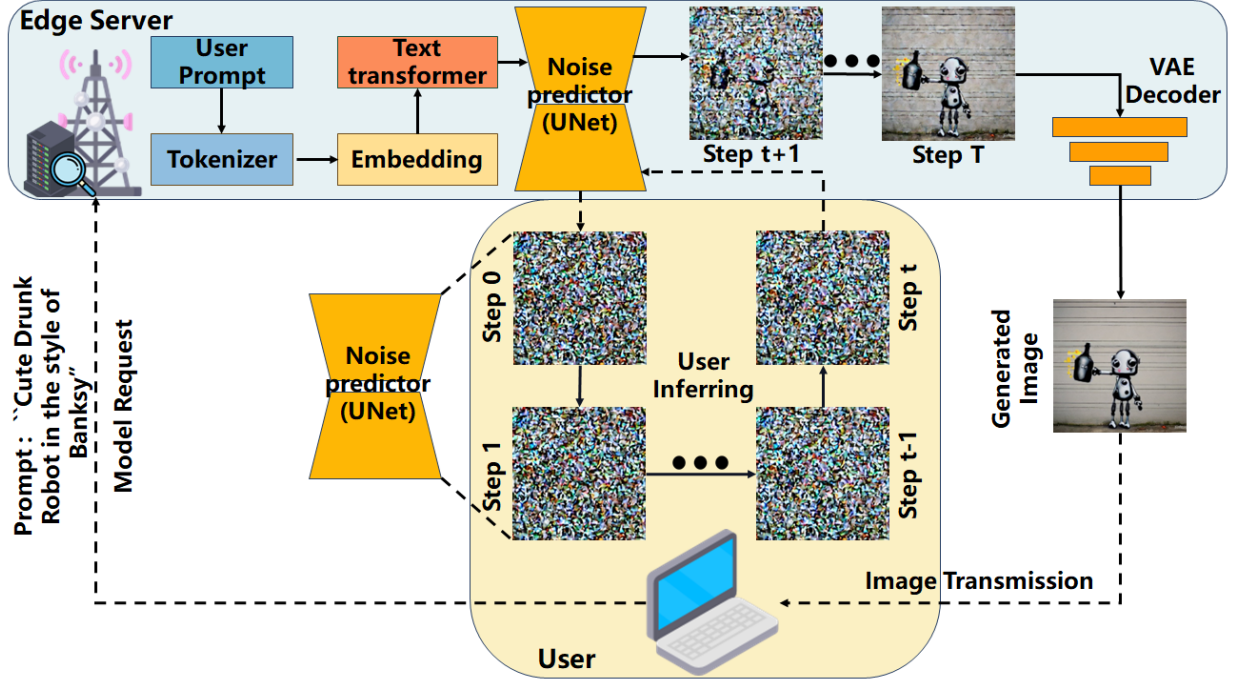 Edge Server
User
Prompt
Tokenizer
Text
transformer
Embedding
Noise
predictor
(UNet)
Step t+1
Step T
VAE
Decoder
Prompt : ``Cute Drunk
Robot in the style of
Banksy”
Model Request
Noise
predictor
(UNet)
Step 0
Step 1
User
Inferring
Step t
Step t-1
Generated
Image
Image Transmission
User